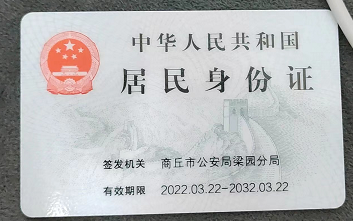 中华人民共和国
居民身份证
签发机关 商丘市公安局梁园分局
有效期限 2022.03.22-2032.03.22